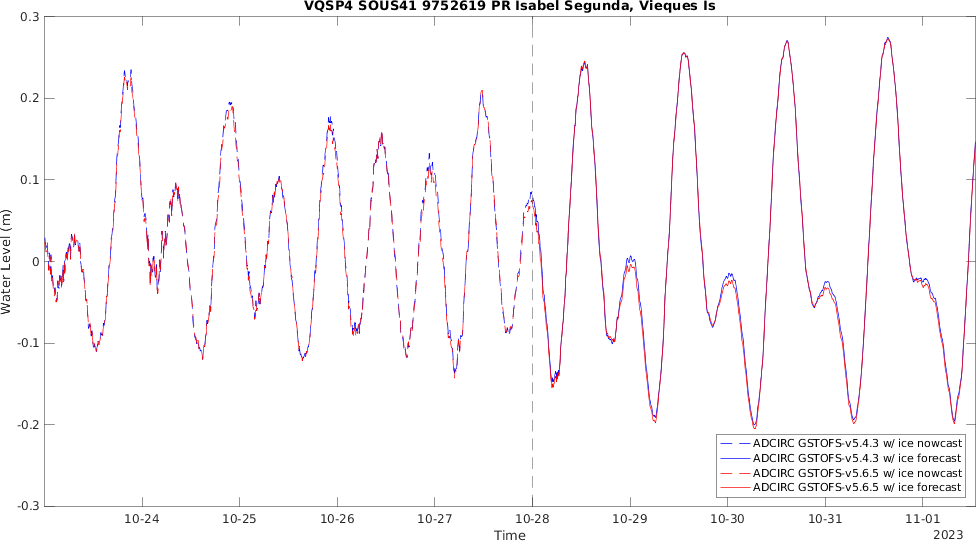 VQSP4 SOUS41 9752619 PR Isabel Segunda, Vieques Is
0.3
0.2
0.1
0
-0.1
-0.2
-0.3
Water Level (m)
10-24 10-25 10-26 10-27 10-28 10-29 10-30 10-31 11-01
Time
2023
ADCIRC GSTOFS-v5.4.3 w/ ice nowcast
ADCIRC GSTOFS-v5.4.3 w/ ice forecast
ADCIRC GSTOFS-v5.6.5 w/ ice nowcast
ADCIRC GSTOFS-v5.6.5 w/ ice forecast